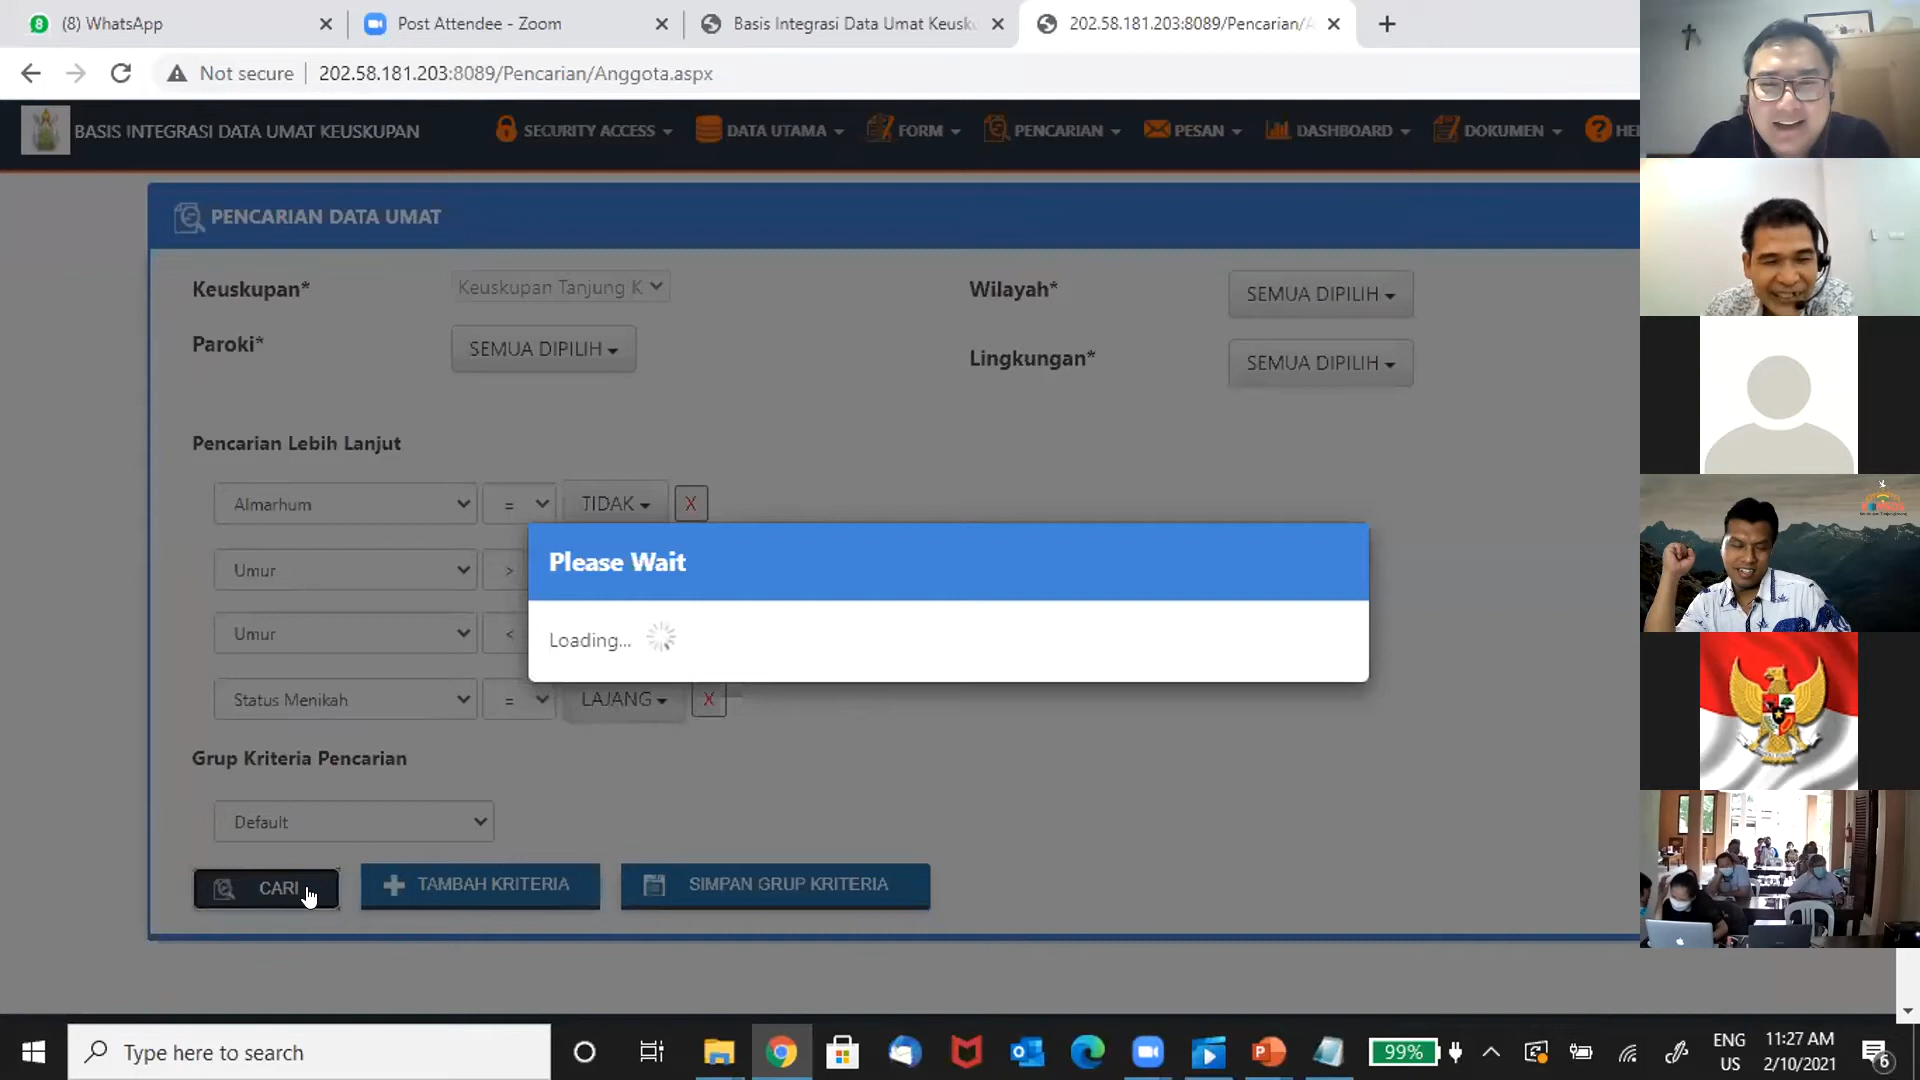 (8) WhatsApp
Post Attendee - Zoom
Basis Integrasi Data Umat Keusk
202.58.181.203:8089/Pencarian/A
Not secure
202.58.181.203:8089/Pencarian/Anggota.aspx
BASIS INTEGRASI DATA UMAT KEUSKUPAN
SECURITY ACCESS
DATA UTAMA
FORM
PENCARIAN
PESAN
DASHBOARD
DOKUMEN
HE
PENCARIAN DATA UMAT
Keuskupan*
Keuskupan Tanjung K
Wilayah*
SEMUA DIPILIH
Paroki*
SEMUA DIPILIH
Lingkungan*
SEMUA DIPILIH
Pencarian Lebih Lanjut
Almarhum = TIDAK X
Umur >
Umur <
Status Menikah = LAJANG X
Please Wait
Loading...
Grup Kriteria Pencarian
Default
CARI
TAMBAH KRITERIA
SIMPAN GRUP KRITERIA
Type here to search
99%
ENG
US
11:27 AM
2/10/2021
6